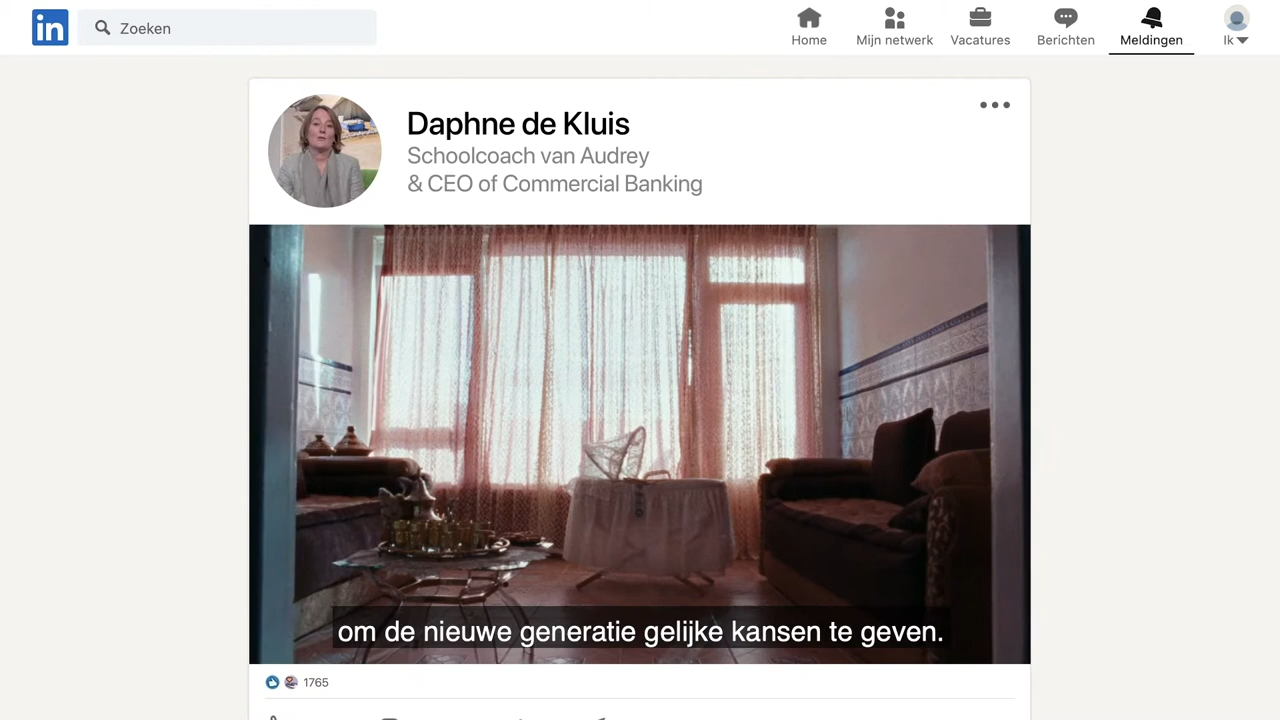 in
Zoeken
Home
Mijn netwerk
Vacatures
Berichten
Meldingen
Ik
Daphne de Kluis
Schoolcoach van Audrey
& CEO of Commercial Banking
om de nieuwe generatie gelijke kansen te geven.
1765